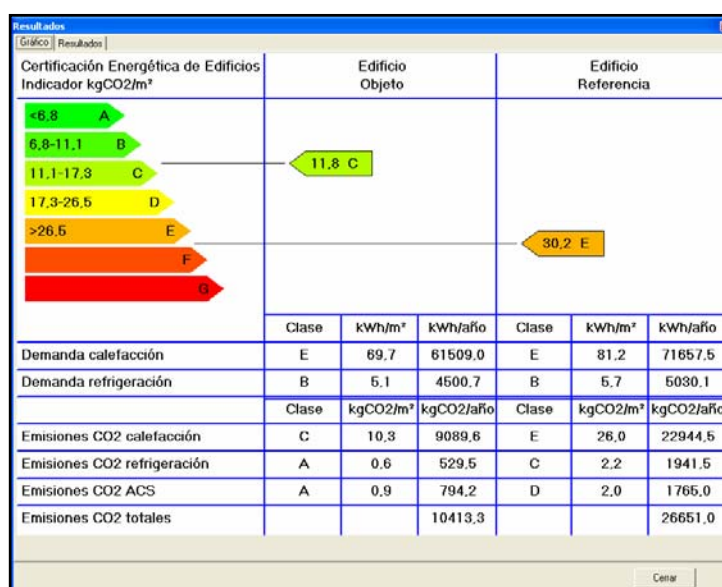 Resultados
Gráfico Resultados
Certificación Energética de Edificios
Indicador kgCO2/m²
Edificio
Objeto
Edificio
Referencia
<6,8 A
6,8-11,1 B
11,1-17,3 C
17,3-26,5 D
>26,5 E
F
G
11,8 C
30,2 E
Clase kWh/m² kWh/año Clase kWh/m² kWh/año
Demanda calefacción E 69,7 61509,0 E 81,2 71657,5
Demanda refrigeración B 5,1 4500,7 B 5,7 5030,1
Clase kgCO2/m² kgCO2/año Clase kgCO2/m² kgCO2/año
Emisiones CO2 calefacción C 10,3 9089,6 E 26,0 22944,5
Emisiones CO2 refrigeración A 0,6 529,5 C 2,2 1941,5
Emisiones CO2 ACS A 0,9 794,2 D 2,0 1765,0
Emisiones CO2 totales 10413,3 26651,0
Cerrar